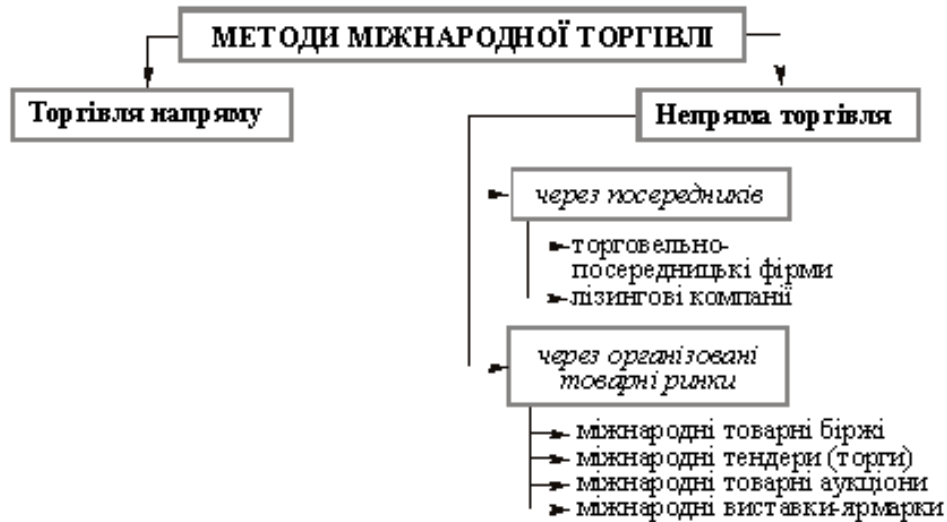 МЕТОДИ МІЖНАРОДНОЇ ТОРГІВЛІ
Торгівля напряму
Непряма торгівля
через посередників
торговельно-
посередницькі фірми
лізингові компанії
через організовані
товарні ринки
міжнародні товарні біржі
міжнародні тендери (торги)
міжнародні товарні аукціони
міжнародні виставки-ярмарки